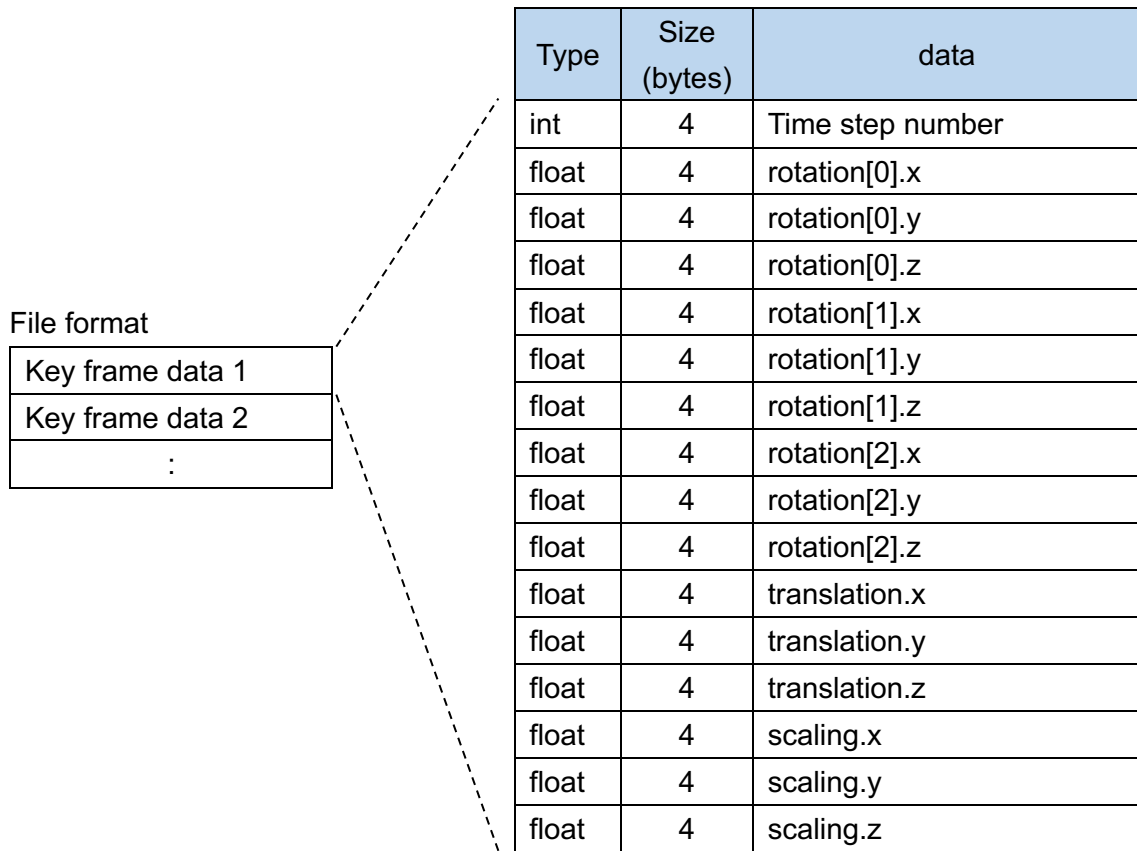 Type Size (bytes) data
int 4 Time step number
float 4 rotation[0].x
float 4 rotation[0].y
float 4 rotation[0].z
float 4 rotation[1].x
float 4 rotation[1].y
float 4 rotation[1].z
float 4 rotation[2].x
float 4 rotation[2].y
float 4 rotation[2].z
float 4 translation.x
float 4 translation.y
float 4 translation.z
float 4 scaling.x
float 4 scaling.y
float 4 scaling.z
File format
Key frame data 1
Key frame data 2
: